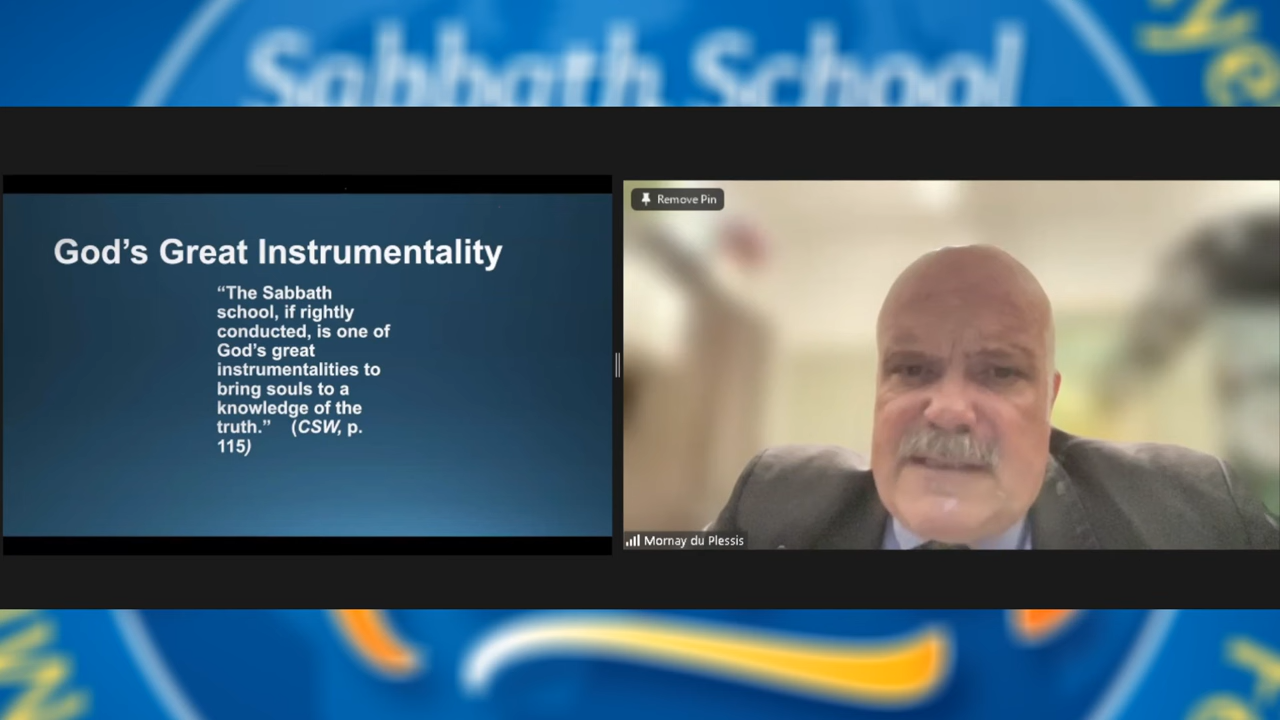 Sabbath School
Remove Pin
God’s Great Instrumentality
“The Sabbath
school, if rightly
conducted, is one of
God’s great
instrumentalities to
bring souls to a
knowledge of the
truth.” (CSW, p.
115)
Mornay du Plessis